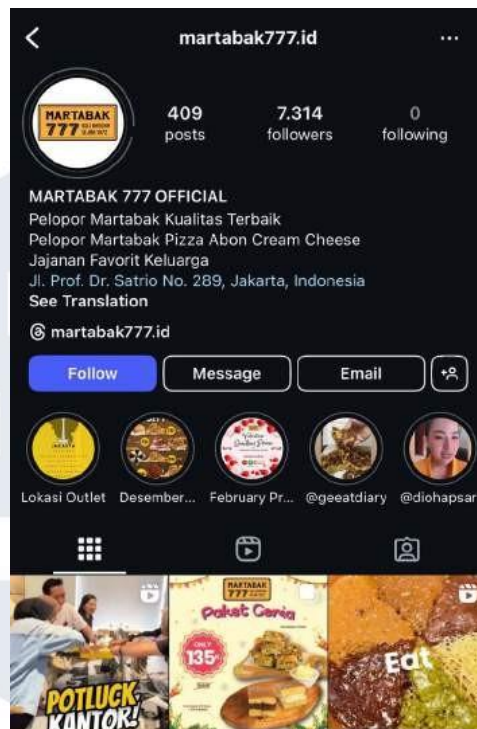 martabak777.id
MARTABAK
777
409
posts
7.314
followers
0
following
MARTABAK 777 OFFICIAL
Pelopor Martabak Kualitas Terbaik
Pelopor Martabak Pizza Abon Cream Cheese
Jajanan Favorit Keluarga
Jl. Prof. Dr. Satrio No. 289, Jakarta, Indonesia
See Translation
martabak777.id
Follow
Message
Email
Lokasi Outlet
Desember...
February Pr...
@geeatdiary
@diohapsar
POTLUCK
KANTOR!
MARTABAK
777
Paket Ceria
ONLY
135
Eat